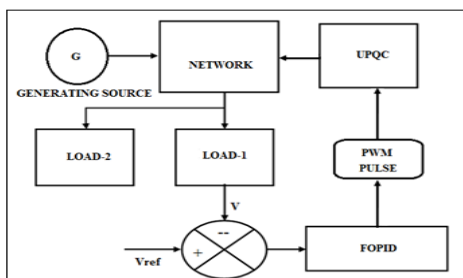 G
NETWORK
UPQC
GENERATING SOURCE
LOAD-2
LOAD-1
PWM
PULSE
V
--
+
Vref
FOPID